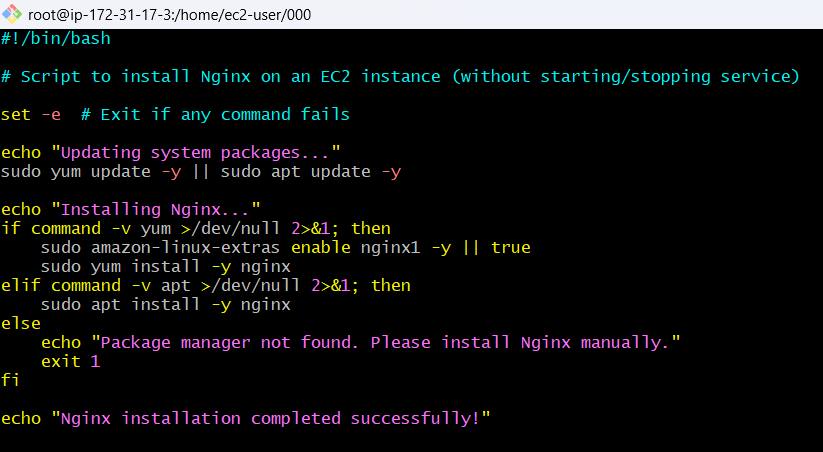 root@ip-172-31-17-3:/home/ec2-user/000
#!/bin/bash
# Script to install Nginx on an EC2 instance (without starting/stopping service)
set -e  # Exit if any command fails
echo "Updating system packages..."
sudo yum update -y || sudo apt update -y
echo "Installing Nginx..."
if command -v yum >/dev/null 2>&1; then
    sudo amazon-linux-extras enable nginx1 -y || true
    sudo yum install -y nginx
elif command -v apt >/dev/null 2>&1; then
    sudo apt install -y nginx
else
    echo "Package manager not found. Please install Nginx manually."
    exit 1
fi
echo "Nginx installation completed successfully!"